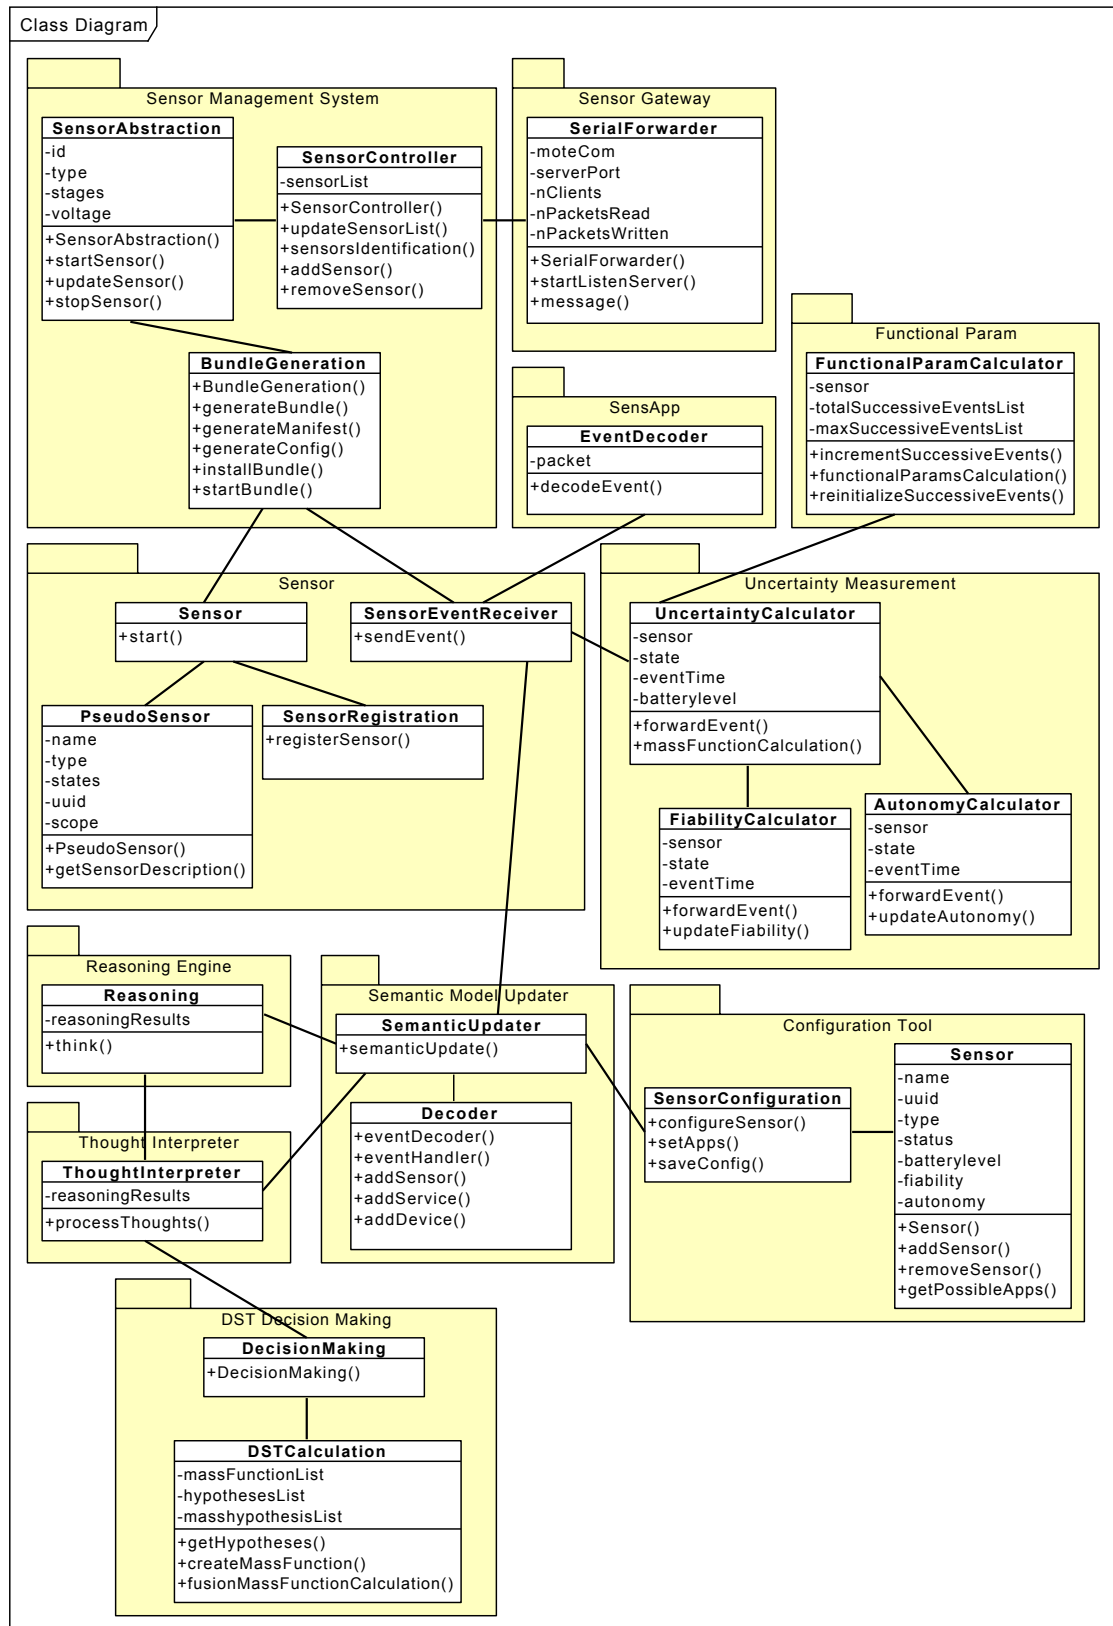 Class Diagram
Sensor Management System
SensorAbstraction
-id
-type
-stages
-voltage
+SensorAbstraction()
+startSensor()
+updateSensor()
+stopSensor()
SensorController
-sensorList
+SensorController()
+updateSensorList()
+sensorsIdentification()
+addSensor()
+removeSensor()
BundleGeneration
+BundleGeneration()
+generateBundle()
+generateManifest()
+generateConfig()
+installBundle()
+startBundle()
Sensor Gateway
SerialForwarder
-moteCom
-serverPort
-nClients
-nPacketsRead
-nPacketsWritten
+SerialForwarder()
+startListenServer()
+message()
SensApp
EventDecoder
-packet
+decodeEvent()
Functional Param
FunctionalParamCalculator
-sensor
-totalSuccessiveEventsList
-maxSuccessiveEventsList
+incrementSuccessiveEvents()
+functionalParamsCalculation()
+reinitializeSuccessiveEvents()
Sensor
Sensor
+start()
SensorEventReceiver
+sendEvent()
PseudoSensor
-name
-type
-states
-uuid
-scope
+PseudoSensor()
+getSensorDescription()
SensorRegistration
+registerSensor()
Uncertainty Measurement
UncertaintyCalculator
-sensor
-state
-eventTime
-batterylevel
+forwardEvent()
+massFunctionCalculation()
FiabilityCalculator
-sensor
-state
-eventTime
+forwardEvent()
+updateFiability()
AutonomyCalculator
-sensor
-state
-eventTime
+forwardEvent()
+updateAutonomy()
Reasoning Engine
Reasoning
-reasoningResults
+think()
Semantic Model Updater
SemanticUpdater
+semanticUpdate()
Decoder
+eventDecoder()
+eventHandler()
+addSensor()
+addService()
+addDevice()
Configuration Tool
SensorConfiguration
+configureSensor()
+setApps()
+saveConfig()
Sensor
-name
-uuid
-type
-status
-batterylevel
-fiability
-autonomy
+Sensor()
+addSensor()
+removeSensor()
+getPossibleApps()
Thought Interpreter
ThoughtInterpreter
-reasoningResults
+processThoughts()
DST Decision Making
DecisionMaking
+DecisionMaking()
DSTCalculation
-massFunctionList
-hypothesesList
-masshypothesisList
+getHypotheses()
+createMassFunction()
+fusionMassFunctionCalculation()